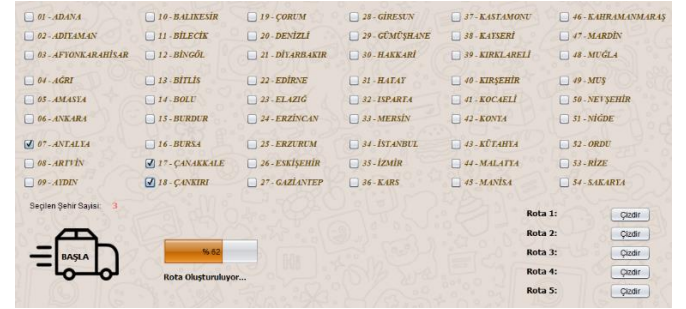 01 - ADANA 10 - BALIKESİR 19 - ÇORUM 28 - GİRESUN 37 - KASTAMONU 46 - KAHRAMANMARAŞ
02 - ADIYAMAN 11 - BİLECİK 20 - DENİZLİ 29 - GÜMÜŞHANE 38 - KAYSERİ 47 - MARDİN
03 - AFYONKARAHİSAR 12 - BİNGÖL 21 - DİYARBAKIR 30 - HAKKARİ 39 - KIRKLARELİ 48 - MUĞLA
04 - AĞRI 13 - BİTLİS 22 - EDİRNE 31 - HATAY 40 - KIRŞEHİR 49 - MUŞ
05 - AMASYA 14 - BOLU 23 - ELAZIĞ 32 - ISPARTA 41 - KOCAELİ 50 - NEVŞEHİR
06 - ANKARA 15 - BURDUR 24 - ERZİNCAN 33 - MERSİN 42 - KONYA 51 - NİĞDE
07 - ANTALYA 16 - BURSA 25 - ERZURUM 34 - İSTANBUL 43 - KÜTAHYA 52 - ORDU
08 - ARTVİN 17 - ÇANAKKALE 26 - ESKİŞEHİR 35 - İZMİR 44 - MALATYA 53 - RİZE
09 - AYDIN 18 - ÇANKIRI 27 - GAZİANTEP 36 - KARS 45 - MANİSA 54 - SAKARYA
Seçilen Şehir Sayısı: 3
BAŞLA
% 62
Rota Oluşturuluyor...
Rota 1: Çizdir
Rota 2: Çizdir
Rota 3: Çizdir
Rota 4: Çizdir
Rota 5: Çizdir